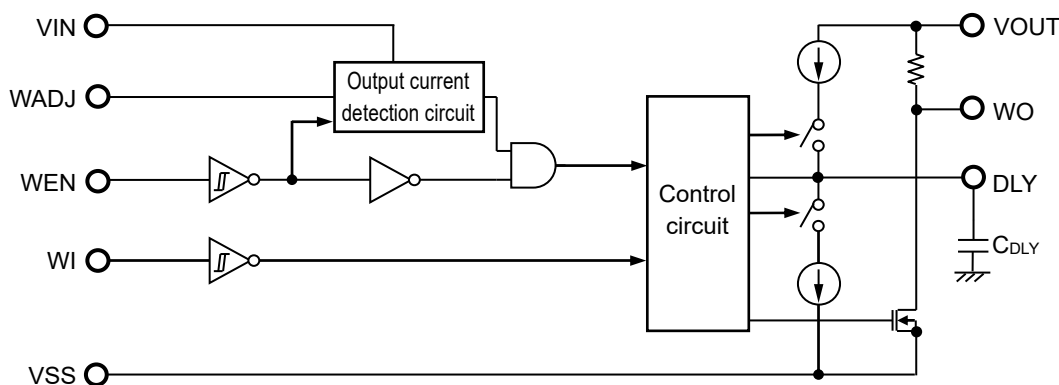 VIN
WADJ
WEN
WI
VSS
Output current
detection circuit
Control
circuit
VOUT
WO
DLY
CDLY